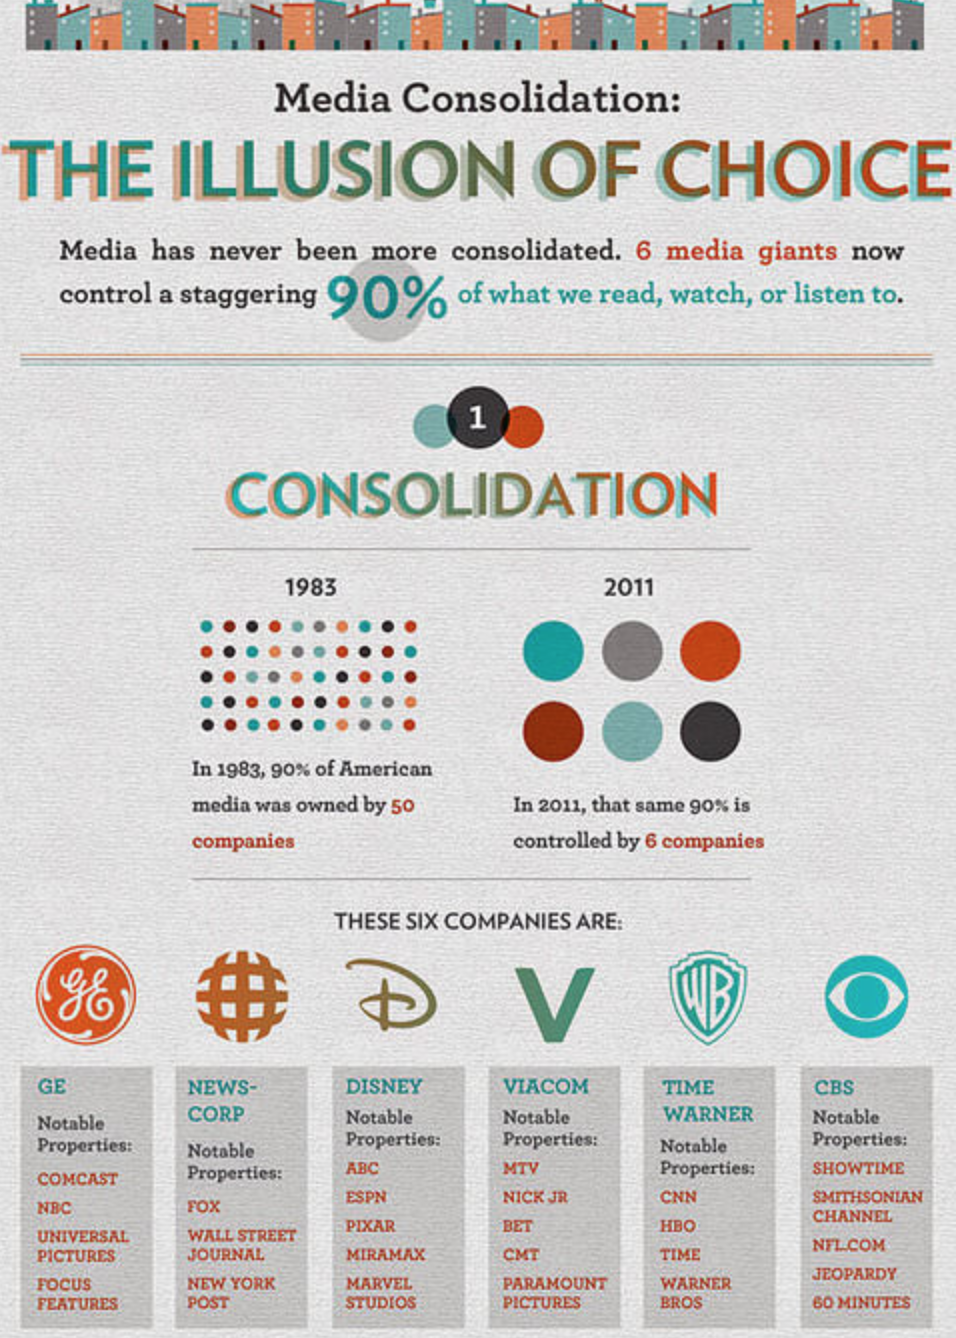 Media Consolidation:
THE ILLUSION OF CHOICE
Media has never been more consolidated. 6 media giants now
control a staggering 90% of what we read, watch, or listen to.
1
CONSOLIDATION
1983
In 1983, 90% of American
media was owned by 50
companies
2011
In 2011, that same 90% is
controlled by 6 companies
THESE SIX COMPANIES ARE:
GE
GE
Notable
Properties:
COMCAST
NBC
UNIVERSAL
PICTURES
FOCUS
FEATURES
NEWS-
CORP
Notable
Properties:
FOX
WALL STREET
JOURNAL
NEW YORK
POST
D
DISNEY
Notable
Properties:
ABC
ESPN
PIXAR
MIRAMAX
MARVEL
STUDIOS
V
VIACOM
Notable
Properties:
MTV
NICK JR
BET
CMT
PARAMOUNT
PICTURES
WB
TIME
WARNER
Notable
Properties:
CNN
HBO
TIME
WARNER
BROS
CBS
Notable
Properties:
SHOWTIME
SMITHSONIAN
CHANNEL
NFL.COM
JEOPARDY
60 MINUTES